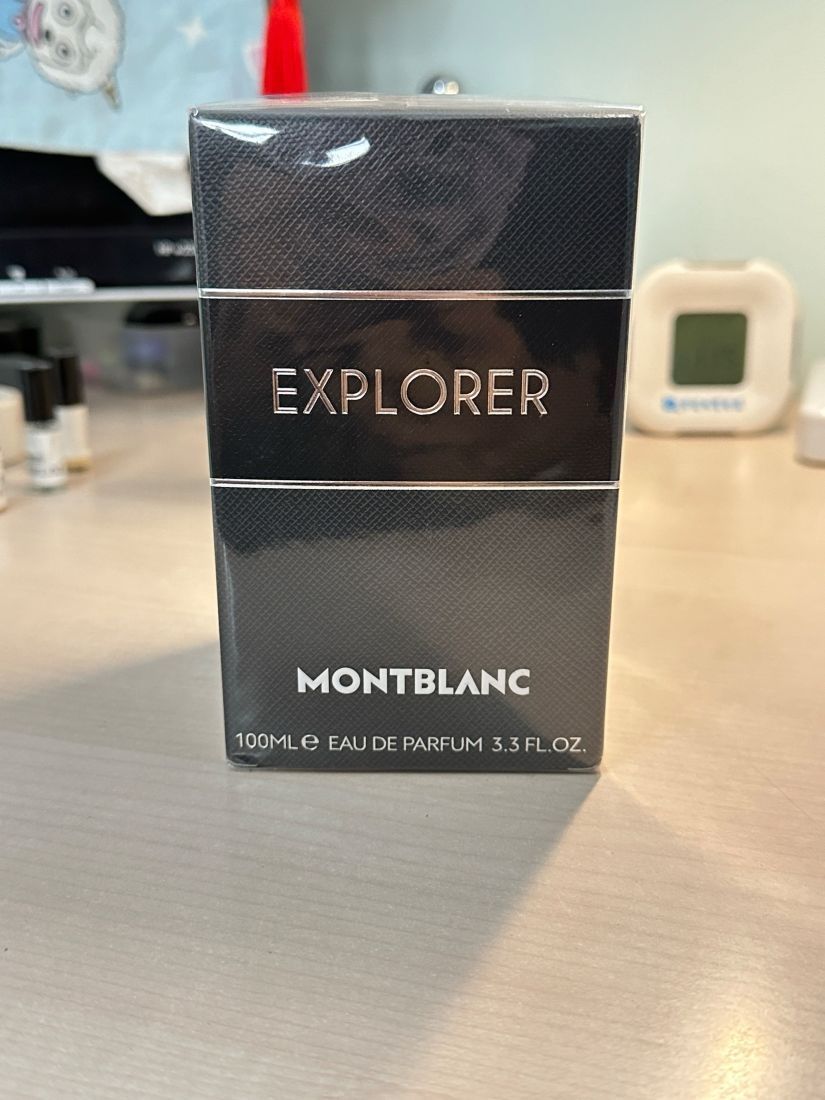 EXPLORER
MONTBLANC
100ML e EAU DE PARFUM 3.3 FL.OZ.